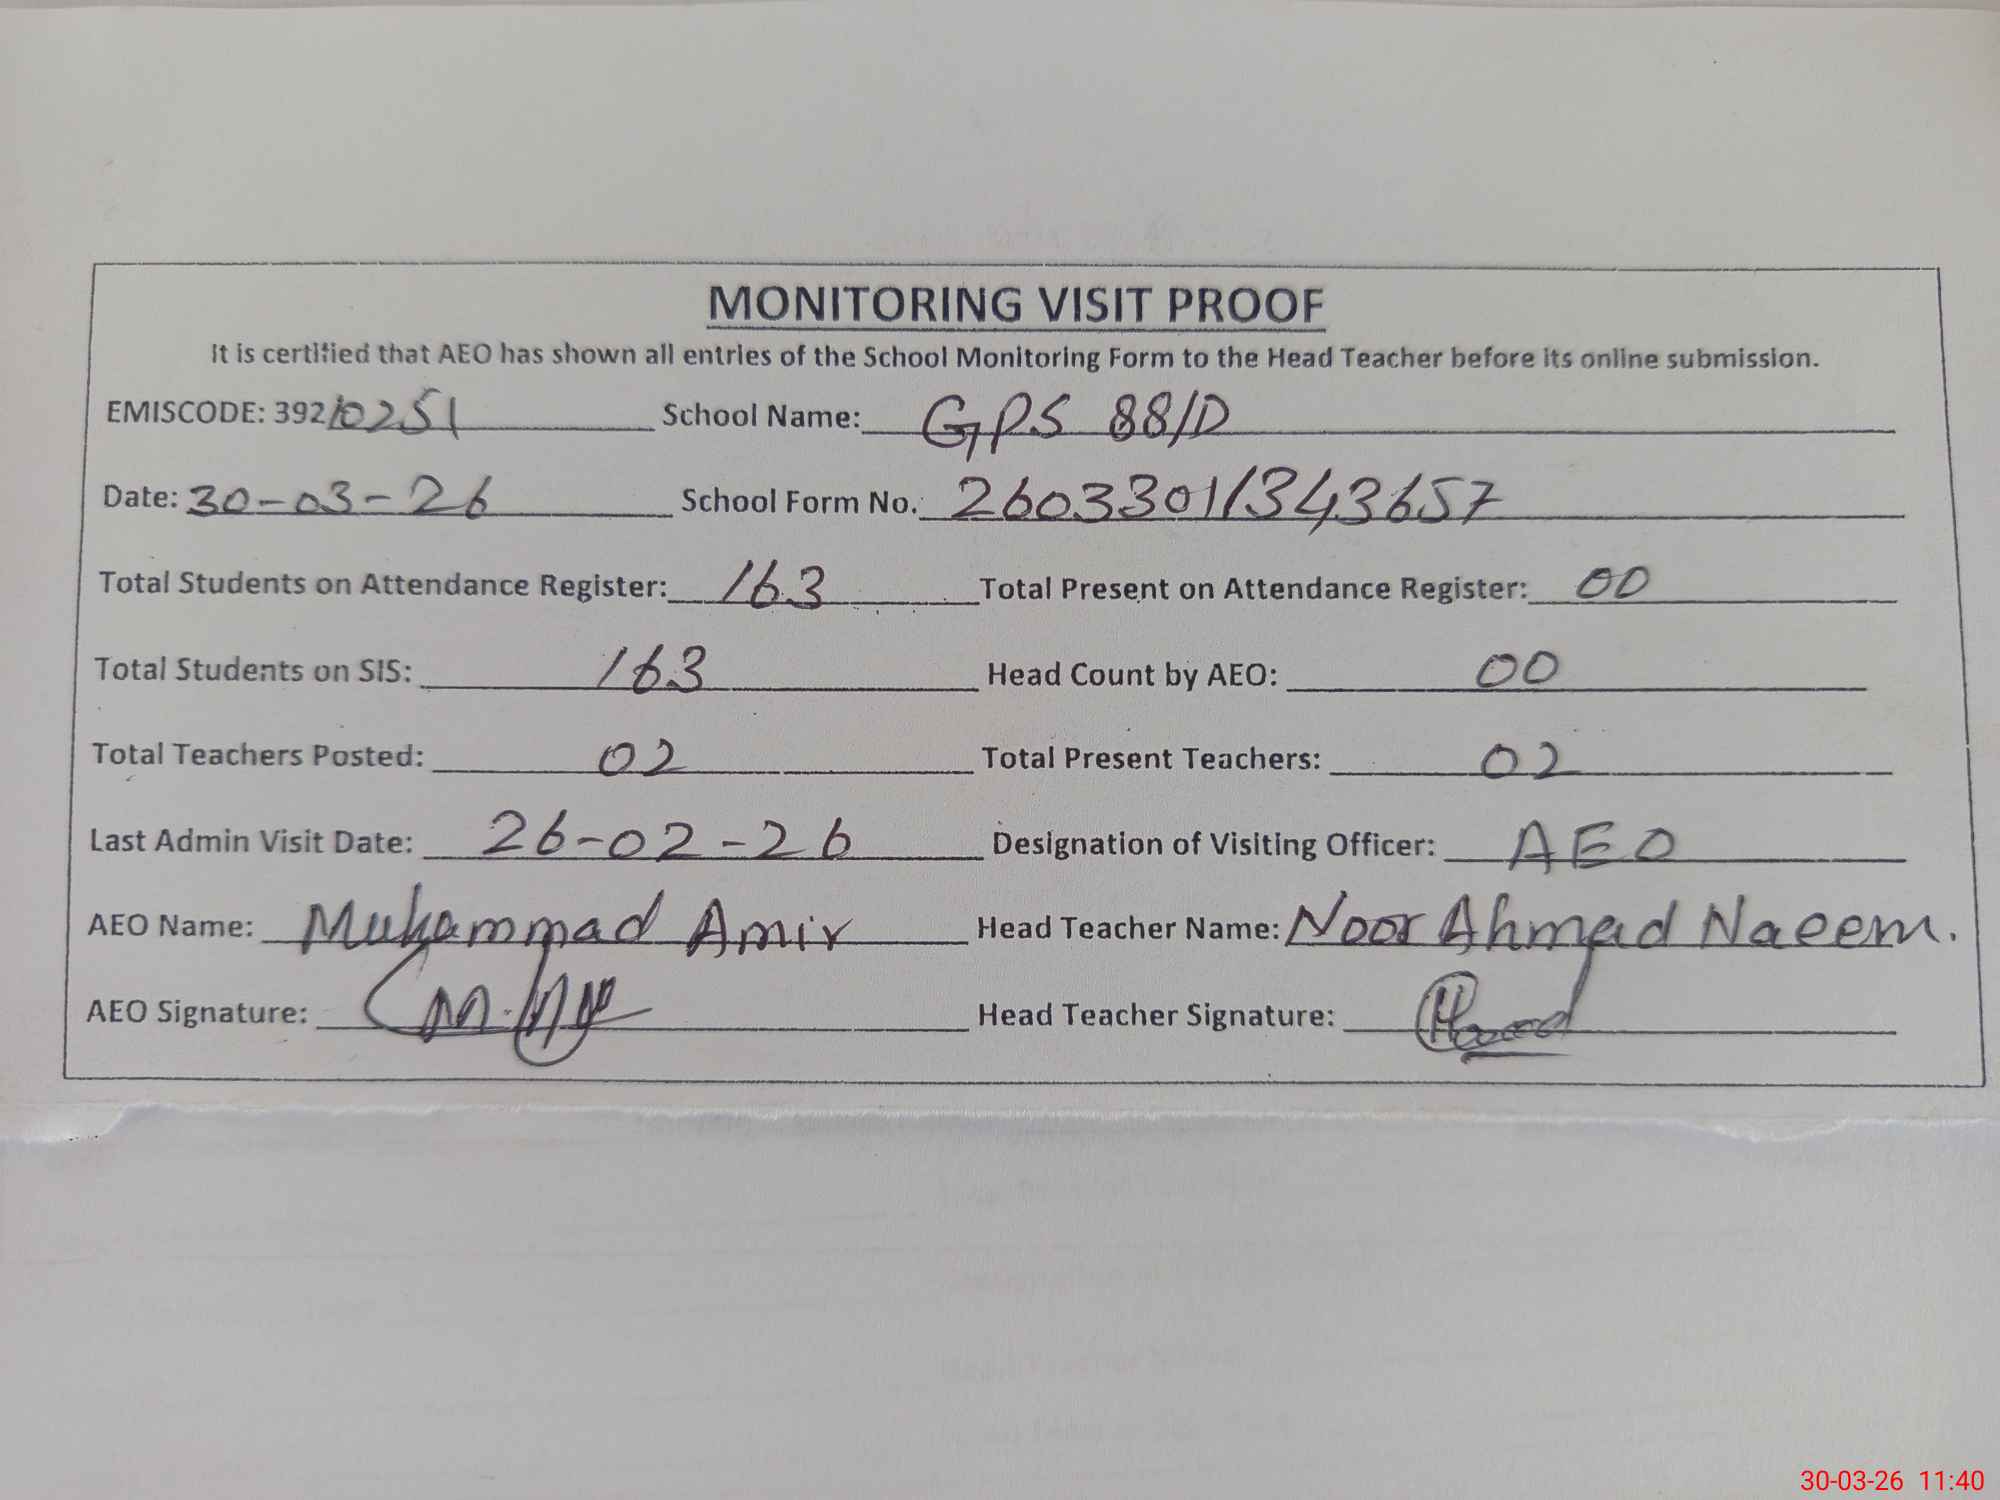 MONITORING VISIT PROOF
It is certified that AEO has shown all entries of the School Monitoring Form to the Head Teacher before its online submission.
EMISCODE: 39210251 School Name: GPS 88/D
Date: 30-03-26 School Form No. 26033011343657
Total Students on Attendance Register: 163 Total Present on Attendance Register: 00
Total Students on SIS: 163 Head Count by AEO: 00
Total Teachers Posted: 02 Total Present Teachers: 02
Last Admin Visit Date: 26-02-26 Designation of Visiting Officer: AEO
AEO Name: Muhammad Amir Head Teacher Name: Noor Ahmad Naeem.
AEO Signature: Head Teacher Signature:
30-03-26 11:40